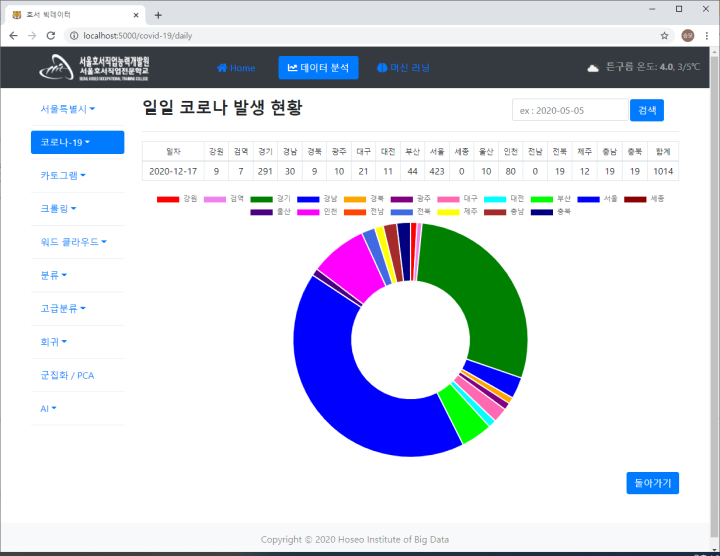 호서 빅데이터
localhost:5000/covid-19/daily
서울호서직업능력개발원
서울호서직업전문학교
Home
데이터 분석
머신 러닝
튼구름 온도: 4.0, 3/5℃
서울특별시
코로나-19
카토그램
크롤링
워드 클라우드
분류
고급분류
회귀
군집화 / PCA
AI
일일 코로나 발생 현황
ex : 2020-05-05
검색
일자 강원 검역 경기 경남 경북 광주 대구 대전 부산 서울 세종 울산 인천 전남 전북 제주 충남 충북 합계
2020-12-17 9 7 291 30 9 10 21 11 44 423 0 10 80 0 19 12 19 19 1014
강원 검역 경기 경남 경북 광주 대구 대전 부산 서울 세종
울산 인천 전남 전북 제주 충남 충북
돌아가기
Copyright © 2020 Hoseo Institute of Big Data